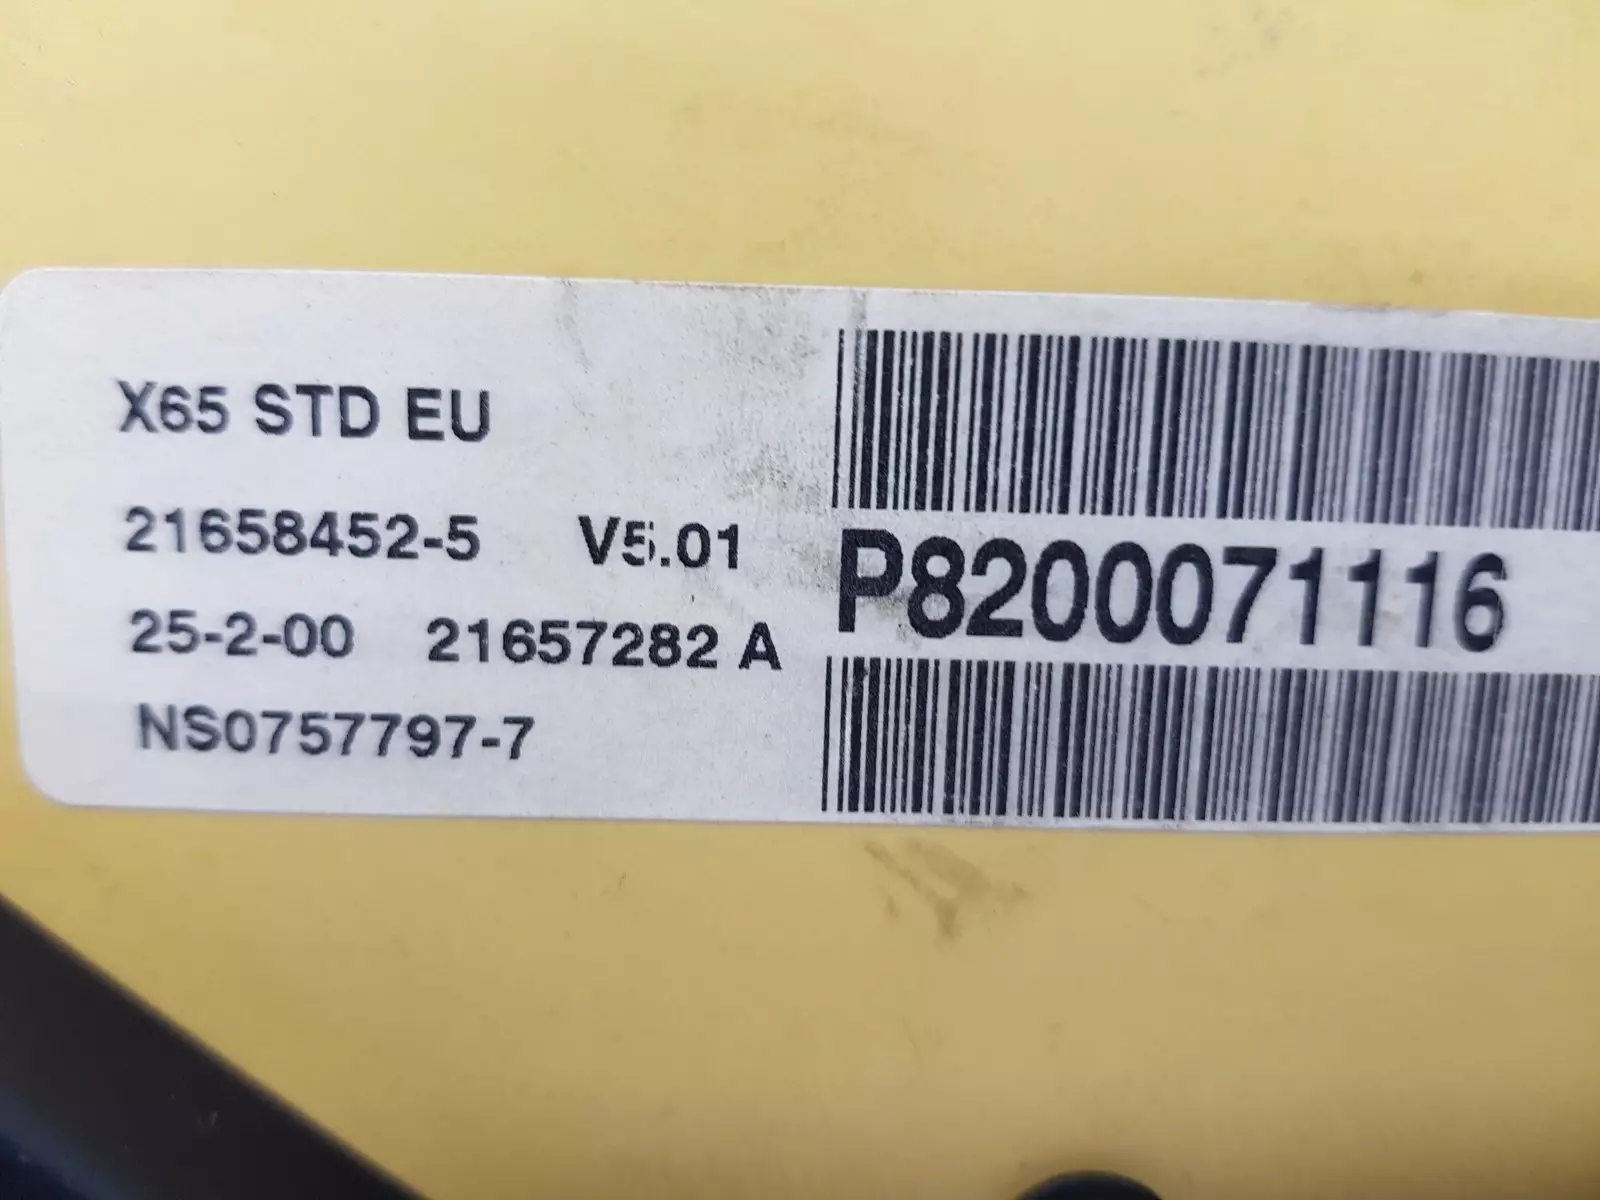 X65 STD EU
21658452-5 V5.01
25-2-00 21657282 A
NS0757797-7
P8200071116